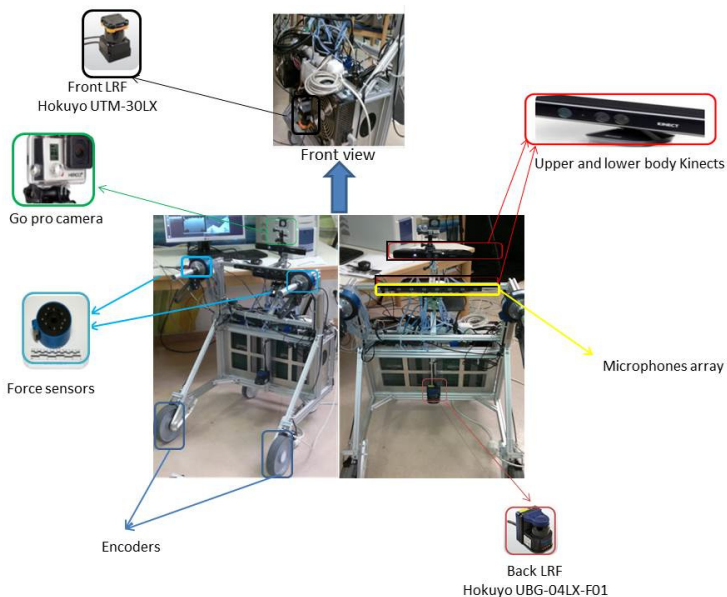 Front LRF
Hokuyo UTM-30LX
Front view
KINECT
Upper and lower body Kinects
Go pro camera
Force sensors
Microphones array
Encoders
Back LRF
Hokuyo UBG-04LX-F01